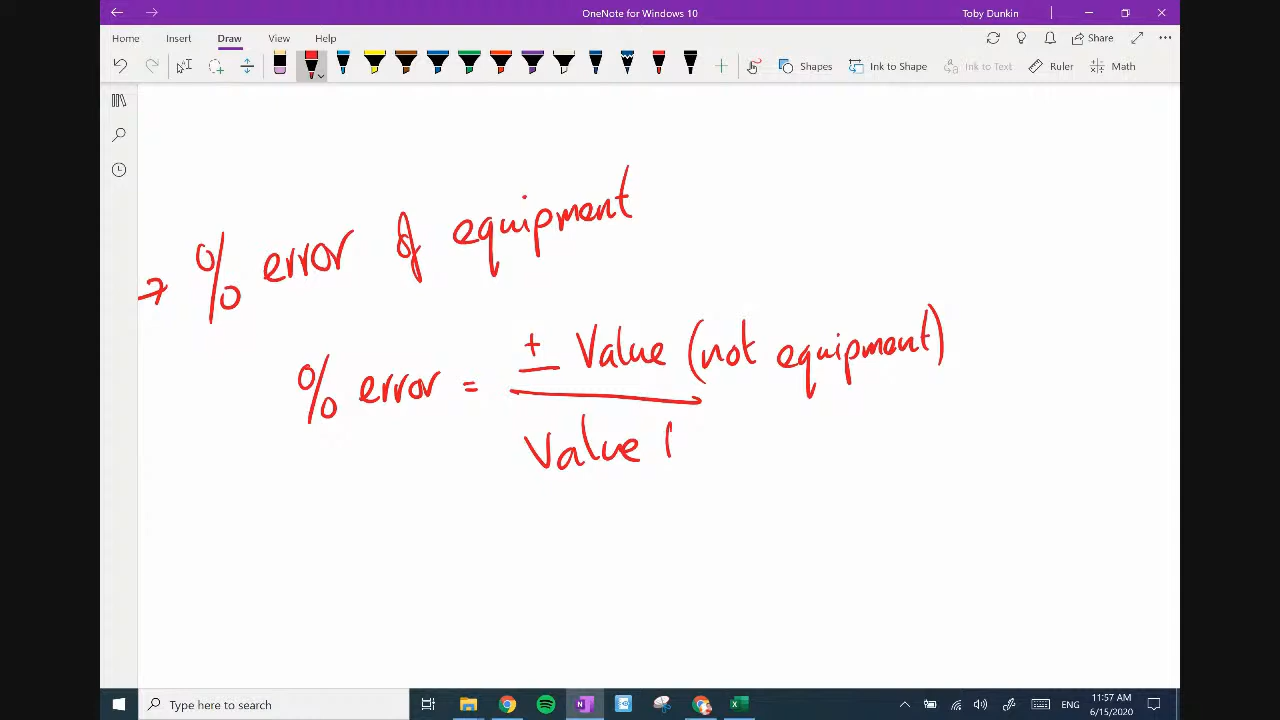 OneNote for Windows 10
Toby Dunkin
Home Insert Draw View Help
Share
Shapes Ink to Shape Ink to Text Ruler Math
→ % error of equipment
% error = ± Value (not equipment)
Value (
Type here to search
ENG
11:57 AM
6/15/2020